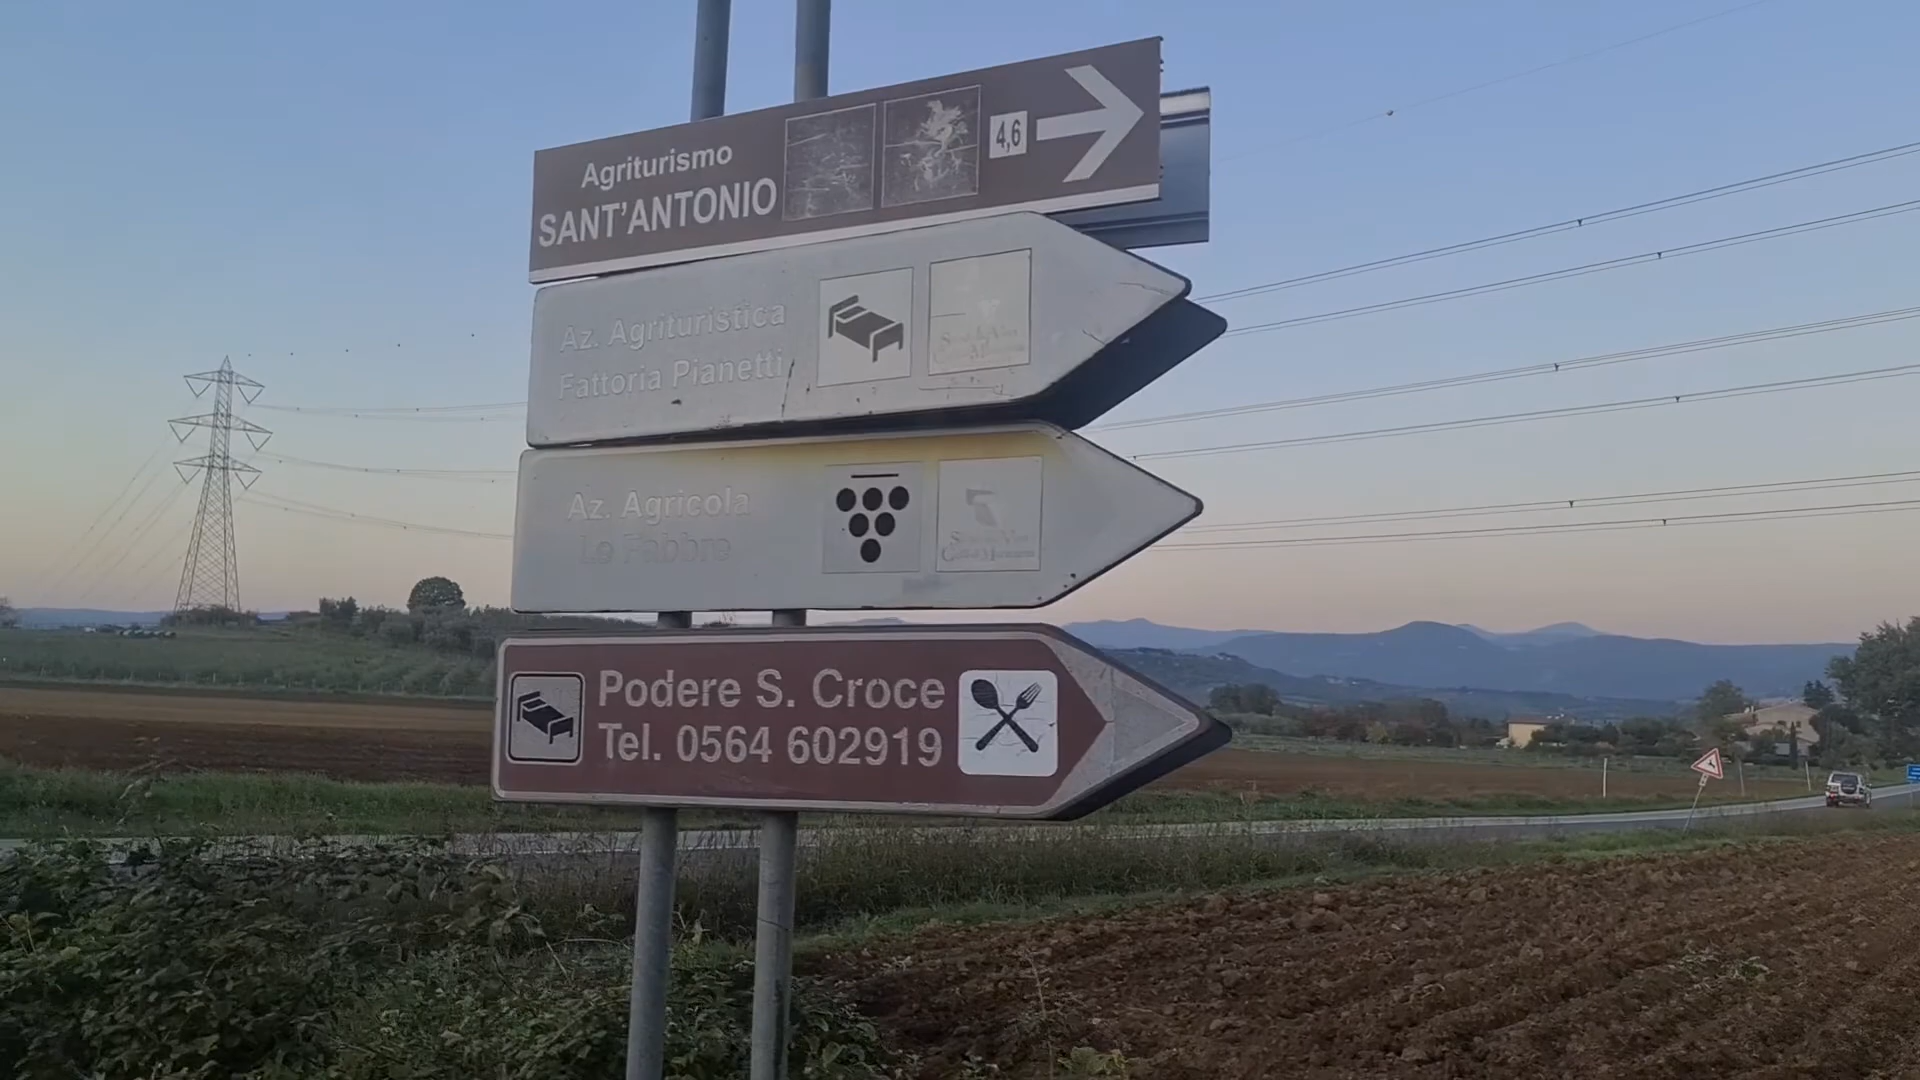 Agriturismo
SANT'ANTONIO
4,6
Az. Agrituristica
Fattoria Pianetti
Az. Agricola
Le Fabbre
Podere S. Croce
Tel. 0564 602919